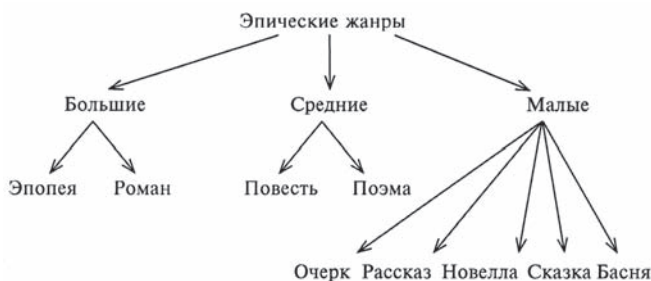 Эпические жанры
Большие Средние Малые
Эпопея Роман Повесть Поэма
Очерк Рассказ Новелла Сказка Басня